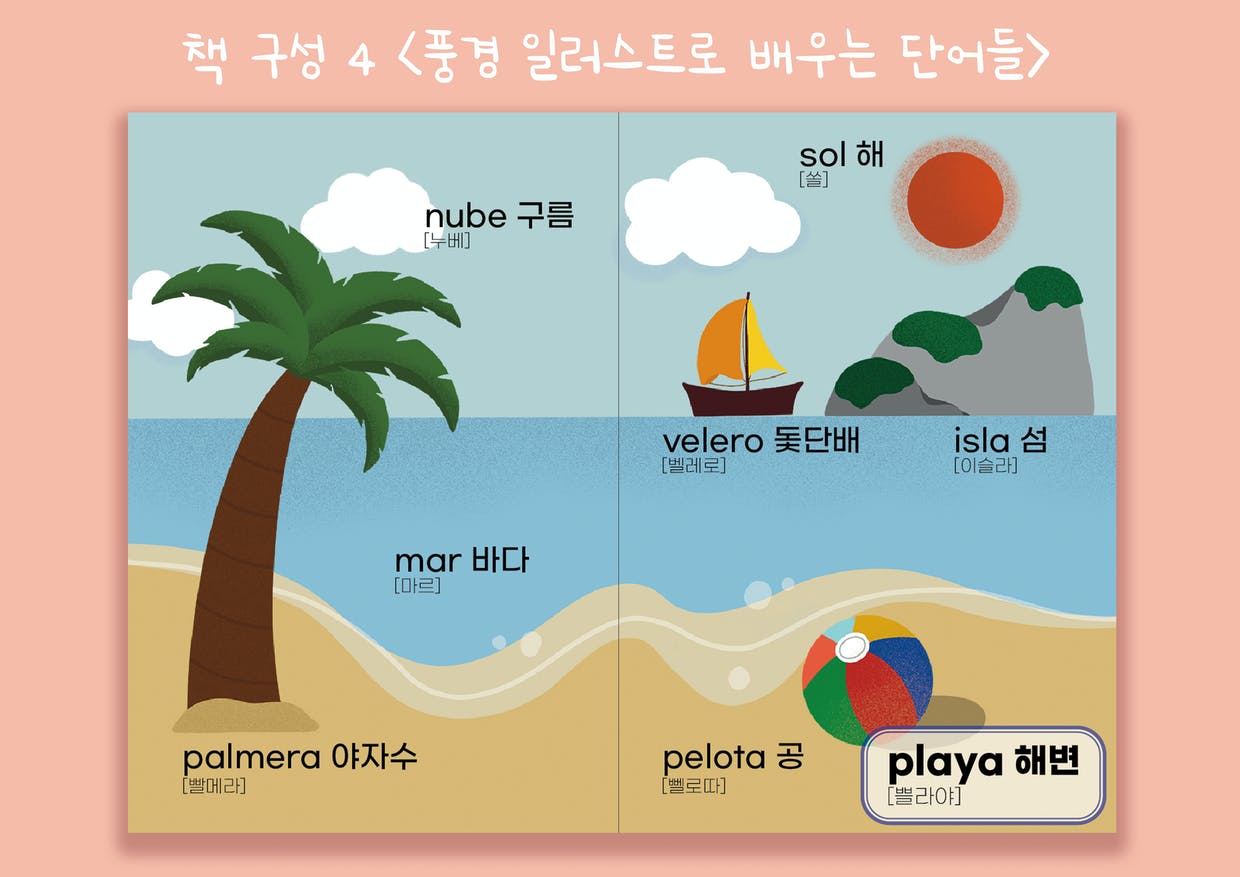 책 구성 4 <풍경 일러스트로 배우는 단어들>
nube 구름
[누베]
mar 바다
[마르]
palmera 야자수
[빨메라]
sol 해
[쏠]
velero 돛단배
[벨레로]
isla 섬
[이슬라]
pelota 공
[뻴로따]
playa 해변
[쁠라야]